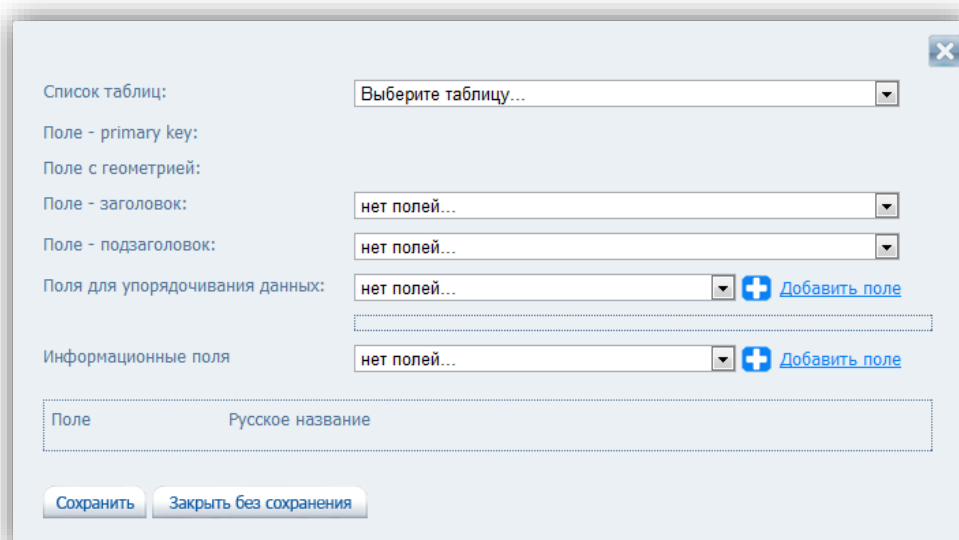 Список таблиц: Выберите таблицу...
Поле - primary key:
Поле с геометрией:
Поле - заголовок: нет полей...
Поле - подзаголовок: нет полей...
Поля для упорядочивания данных: нет полей... Добавить поле
Информационные поля нет полей... Добавить поле
Поле Русское название
Сохранить Закрыть без сохранения